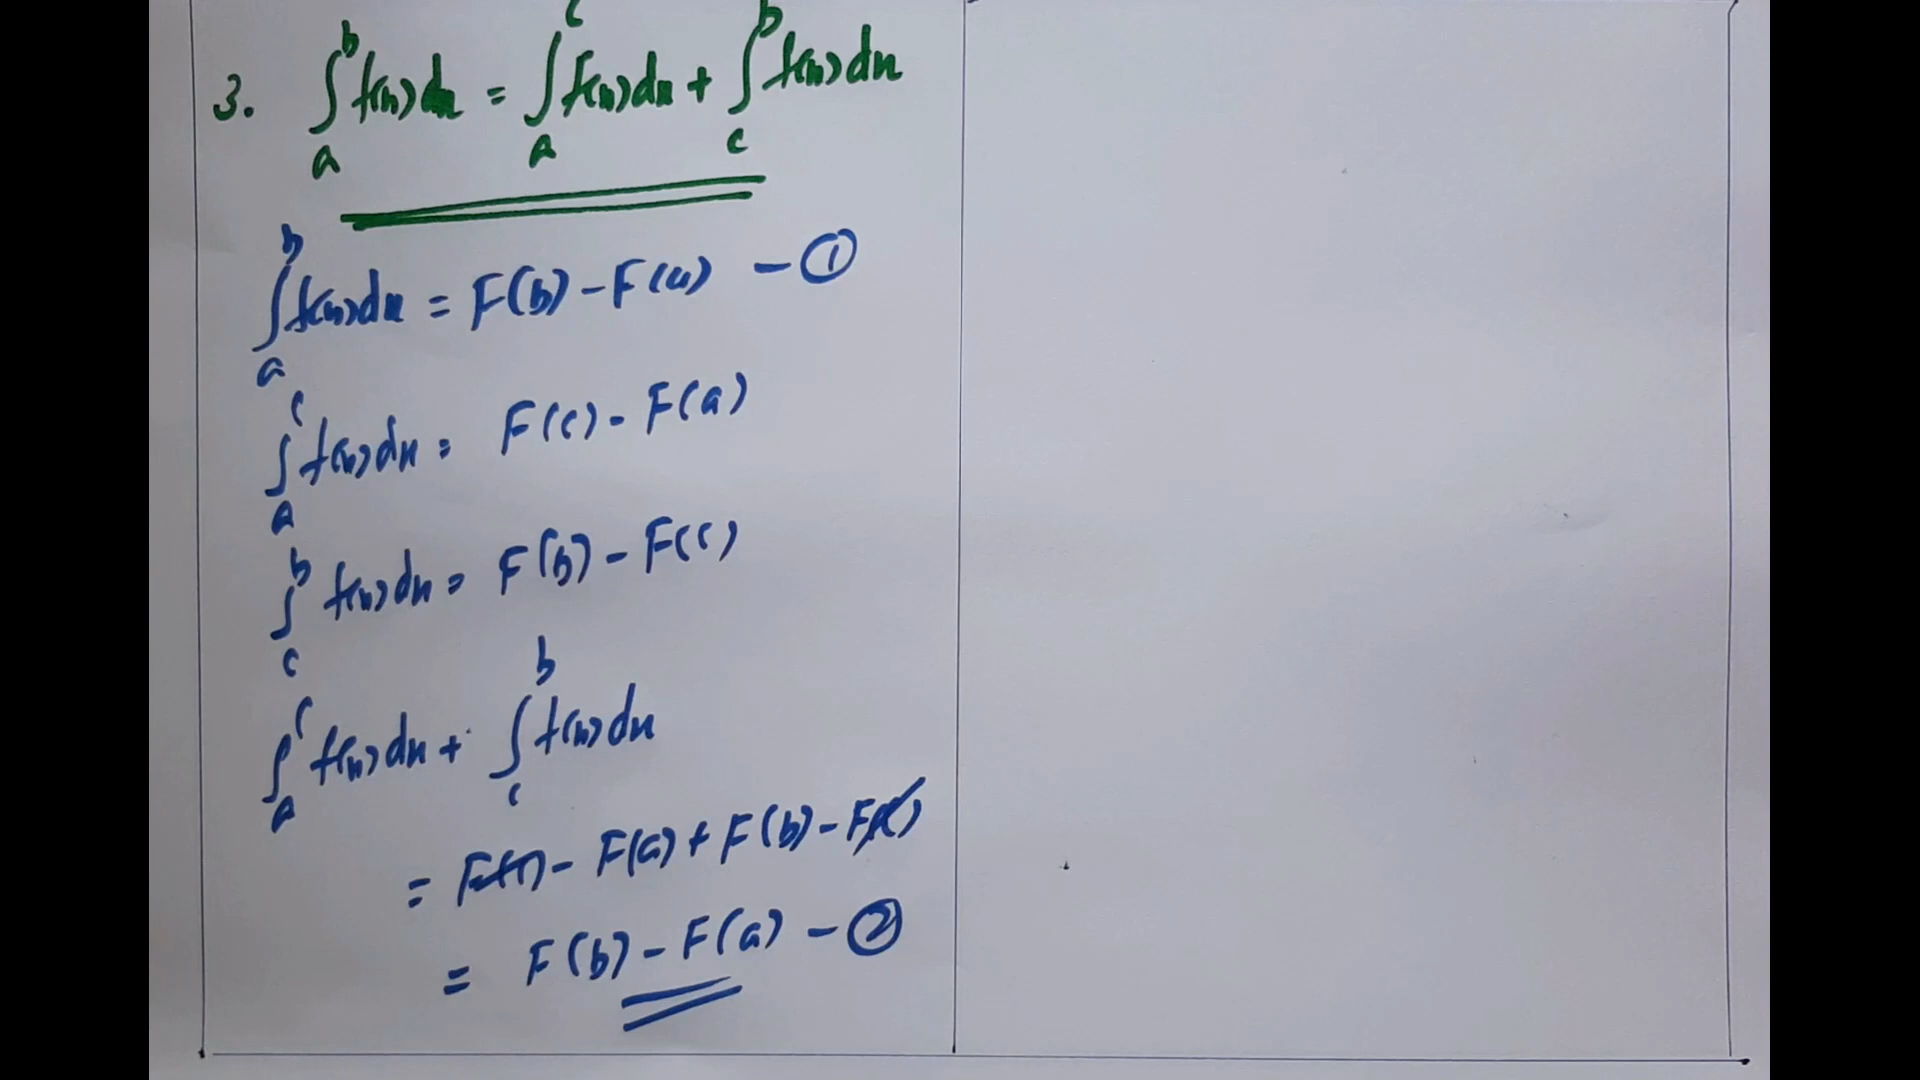 3. ∫_a^b f(x)dx = ∫_a^c f(x)dx + ∫_c^b f(x)dx
∫_a^b f(x)dx = F(b) - F(a) - ①
∫_a^c f(x)dx = F(c) - F(a)
∫_c^b f(x)dx = F(b) - F(c)
∫_a^c f(x)dx + ∫_c^b f(x)dx
= F(c) - F(a) + F(b) - F(c)
= F(b) - F(a) - ②